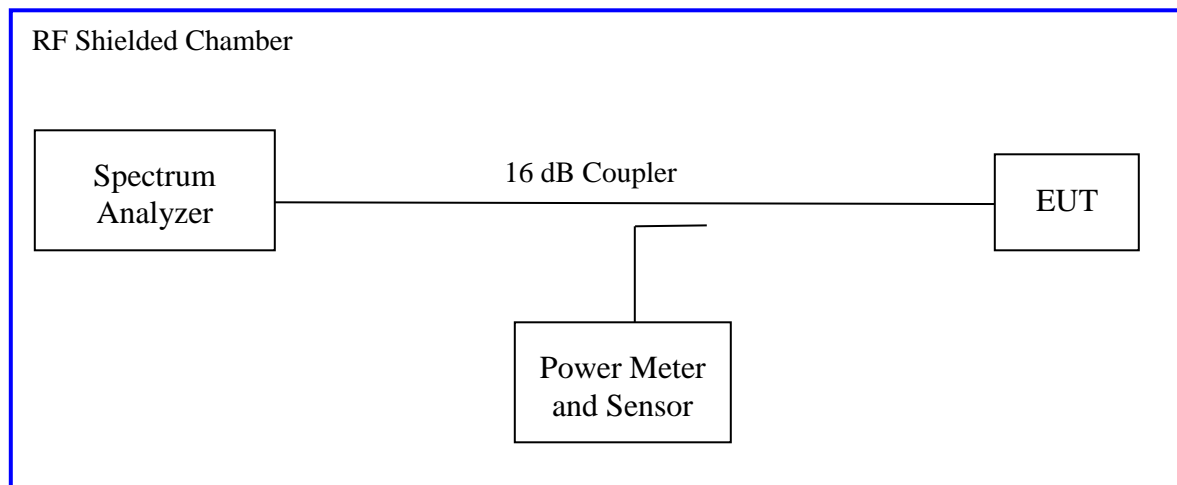 RF Shielded Chamber
16 dB Coupler
Spectrum
Analyzer
EUT
Power Meter
and Sensor